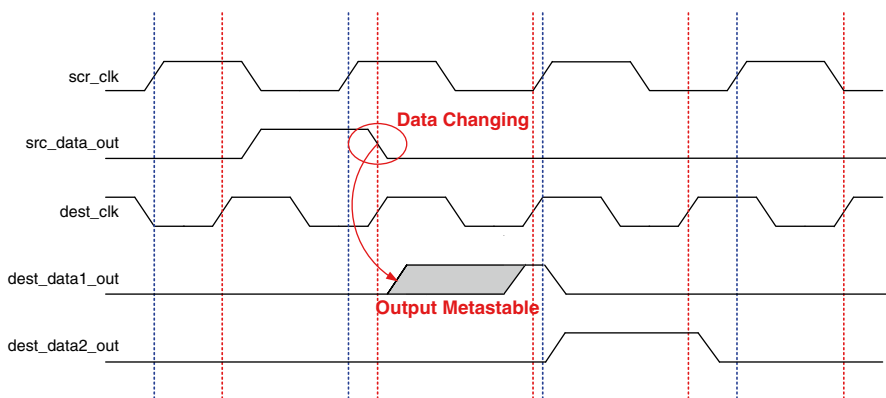 scr_clk
Data Changing
src_data_out
dest_clk
dest_data1_out
Output Metastable
dest_data2_out